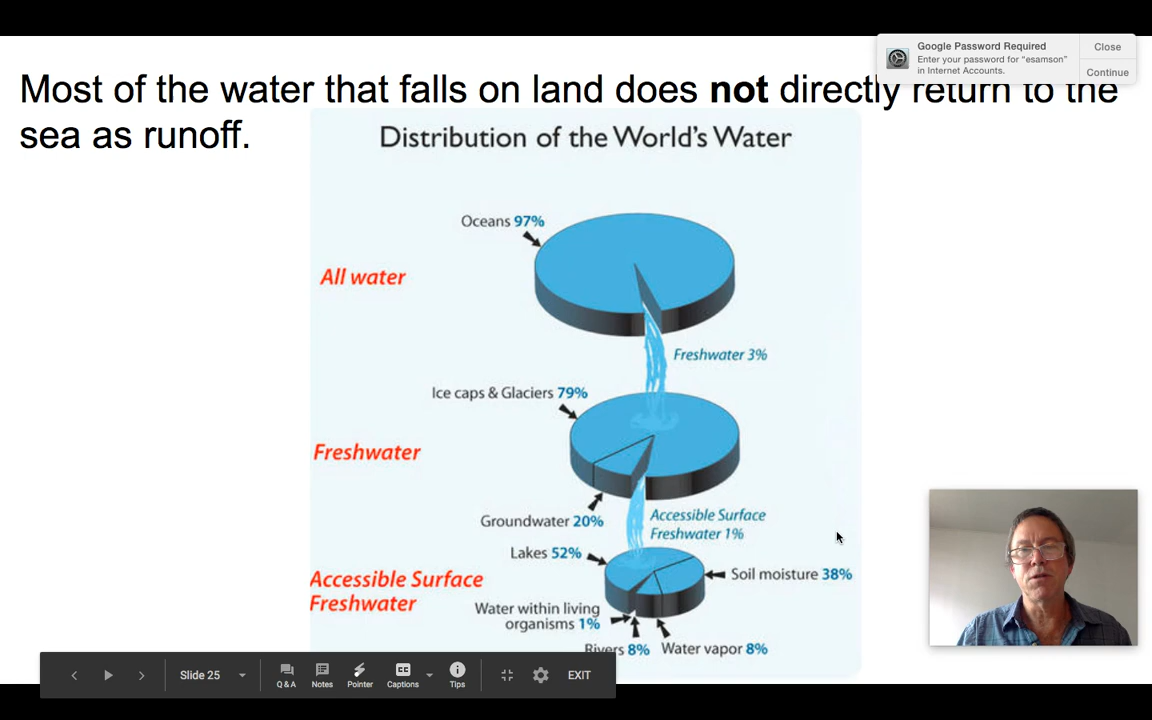 Google Password Required
Enter your password for "esamson"
in Internet Accounts.
Close
Continue
Most of the water that falls on land does not directly return to the
sea as runoff.
Distribution of the World's Water
Oceans 97%
All water
Freshwater 3%
Ice caps & Glaciers 79%
Freshwater
Groundwater 20%
Accessible Surface
Freshwater 1%
Lakes 52%
Soil moisture 38%
Accessible Surface
Freshwater
Water within living
organisms 1%
Rivers 8%
Water vapor 8%
Slide 25
Q & A
Notes
Pointer
CC
Captions
Tips
EXIT